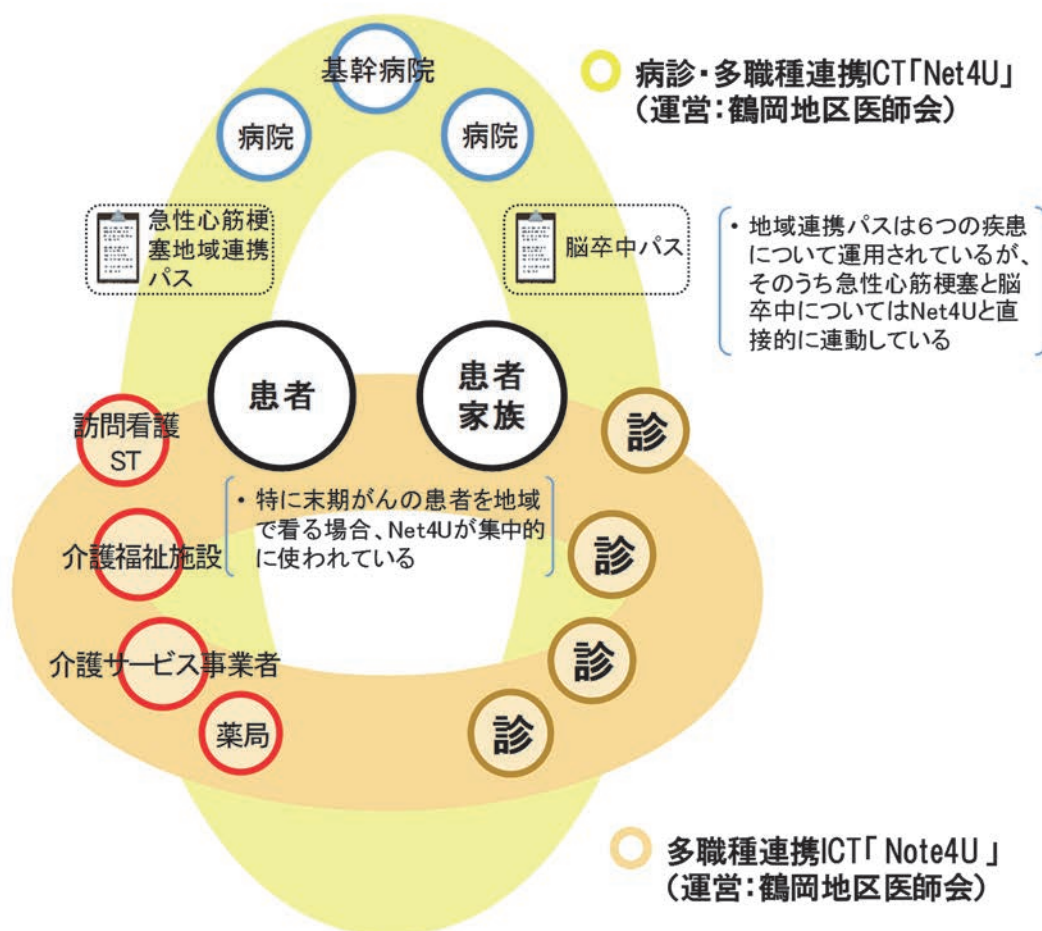 基幹病院
病院
病院
病診・多職種連携ICT「Net4U」
（運営：鶴岡地区医師会）
急性心筋梗
塞地域連携
パス
脳卒中パス
・ 地域連携パスは６つの疾患
について運用されているが、
そのうち急性心筋梗塞と脳
卒中についてはNet4Uと直
接的に連動している
患者
患者
家族
訪問看護
ST
診
・ 特に末期がんの患者を地域
で看る場合、Net4Uが集中的
に使われている
介護福祉施設
診
介護サービス事業者
診
薬局
診
多職種連携ICT「 Note4U 」
（運営：鶴岡地区医師会）